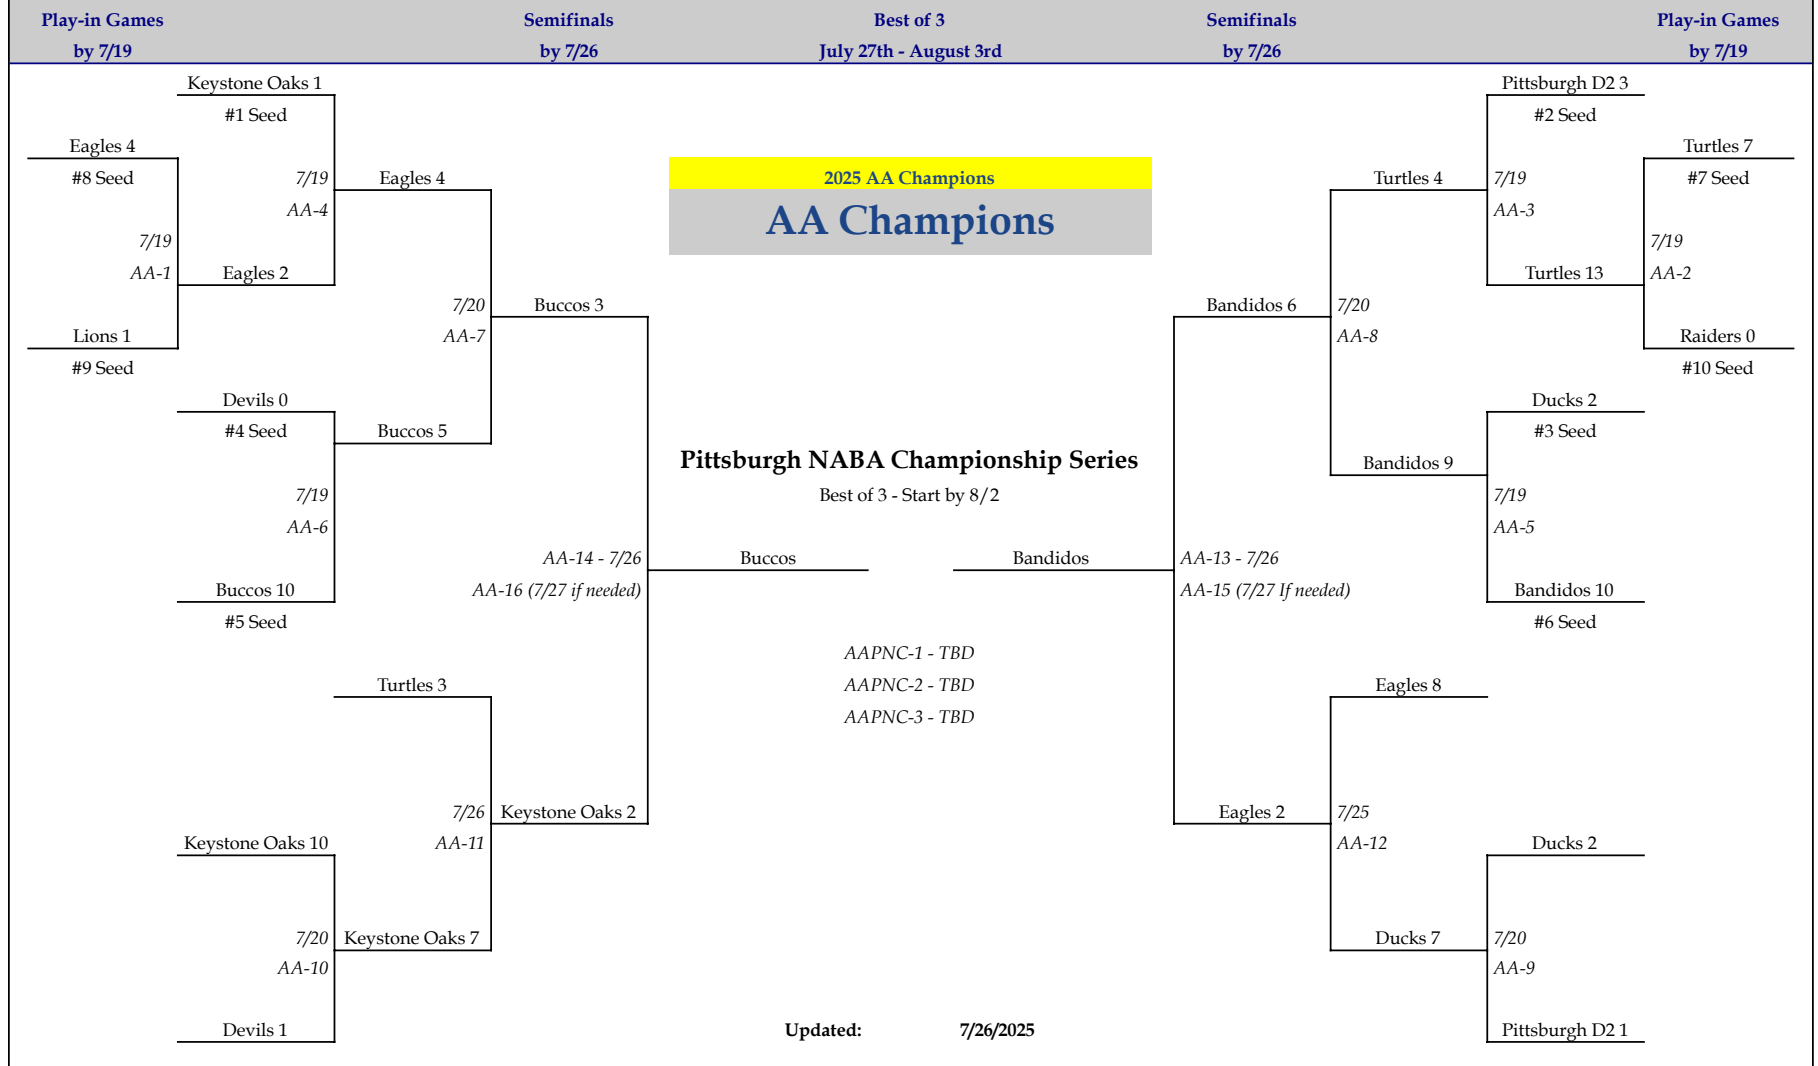 Play-in Games Semifinals Best of 3 Semifinals Play-in Games
by 7/19 by 7/26 July 27th - August 3rd by 7/26 by 7/19
Keystone Oaks 1 Pittsburgh D2 3
#1 Seed #2 Seed
Eagles 4 Turtles 7
#8 Seed 7/19 Eagles 4 2025 AA Champions Turtles 4 7/19 #7 Seed
AA-4 AA Champions AA-3
7/19 7/19
AA-1 Eagles 2 Turtles 13 AA-2
7/20 Buccos 3 Bandidos 6 7/20
Lions 1 AA-7 AA-8 Raiders 0
#9 Seed #10 Seed
Devils 0 Ducks 2
#4 Seed Buccos 5 #3 Seed
Pittsburgh NABA Championship Series Bandidos 9
7/19 Best of 3 - Start by 8/2 7/19
AA-6 AA-5
AA-14 - 7/26 Buccos Bandidos AA-13 - 7/26
Buccos 10 AA-16 (7/27 if needed) AA-15 (7/27 If needed) Bandidos 10
#5 Seed #6 Seed
AAPNC-1 - TBD
Turtles 3 AAPNC-2 - TBD Eagles 8
AAPNC-3 - TBD
7/26 Keystone Oaks 2 Eagles 2 7/25
Keystone Oaks 10 AA-11 AA-12 Ducks 2
7/20 Keystone Oaks 7 Ducks 7 7/20
AA-10 AA-9
Devils 1 Updated: 7/26/2025 Pittsburgh D2 1